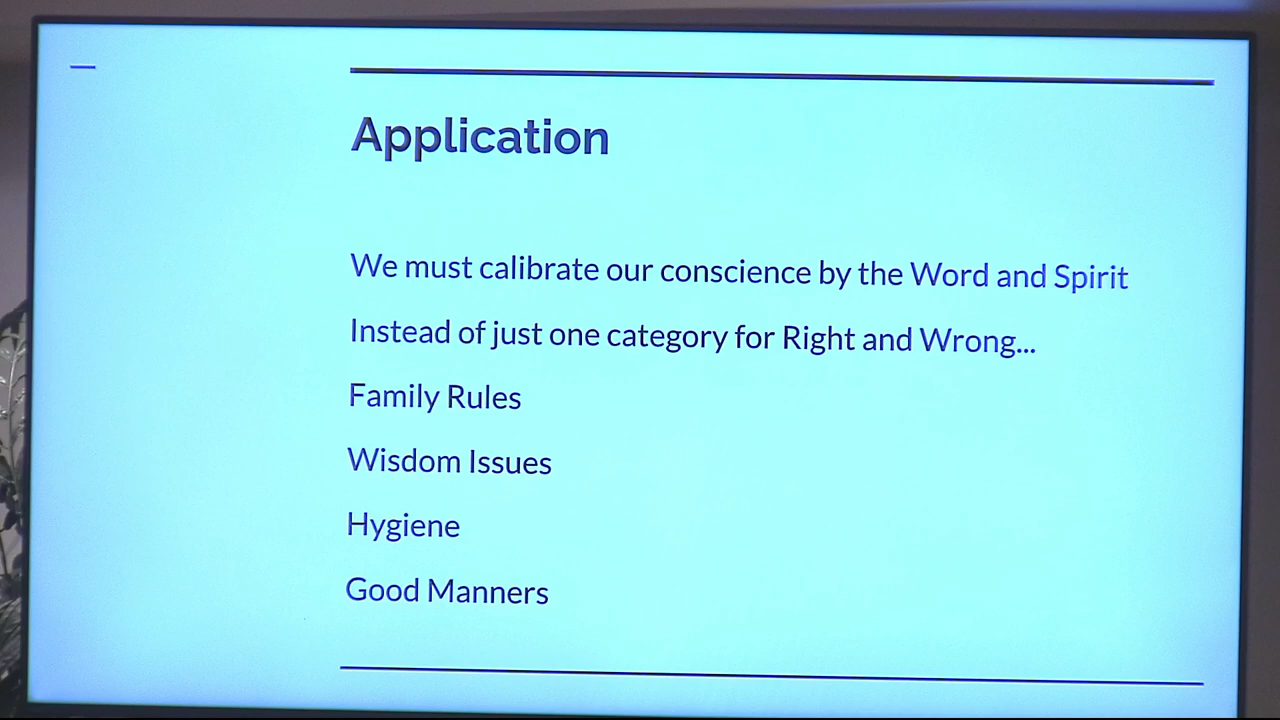 Application
We must calibrate our conscience by the Word and Spirit
Instead of just one category for Right and Wrong...
Family Rules
Wisdom Issues
Hygiene
Good Manners